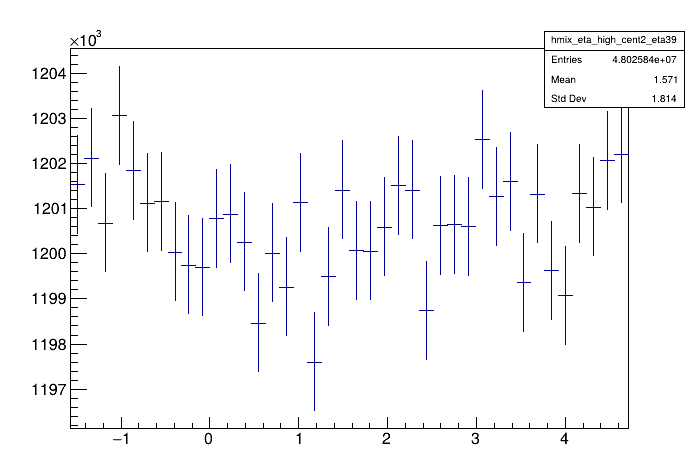 ×10³
hmix_eta_high_cent2_eta39
Entries 4.802584e+07
Mean 1.571
Std Dev 1.814
1204
1203
1202
1201
1200
1199
1198
1197
−1 0 1 2 3 4